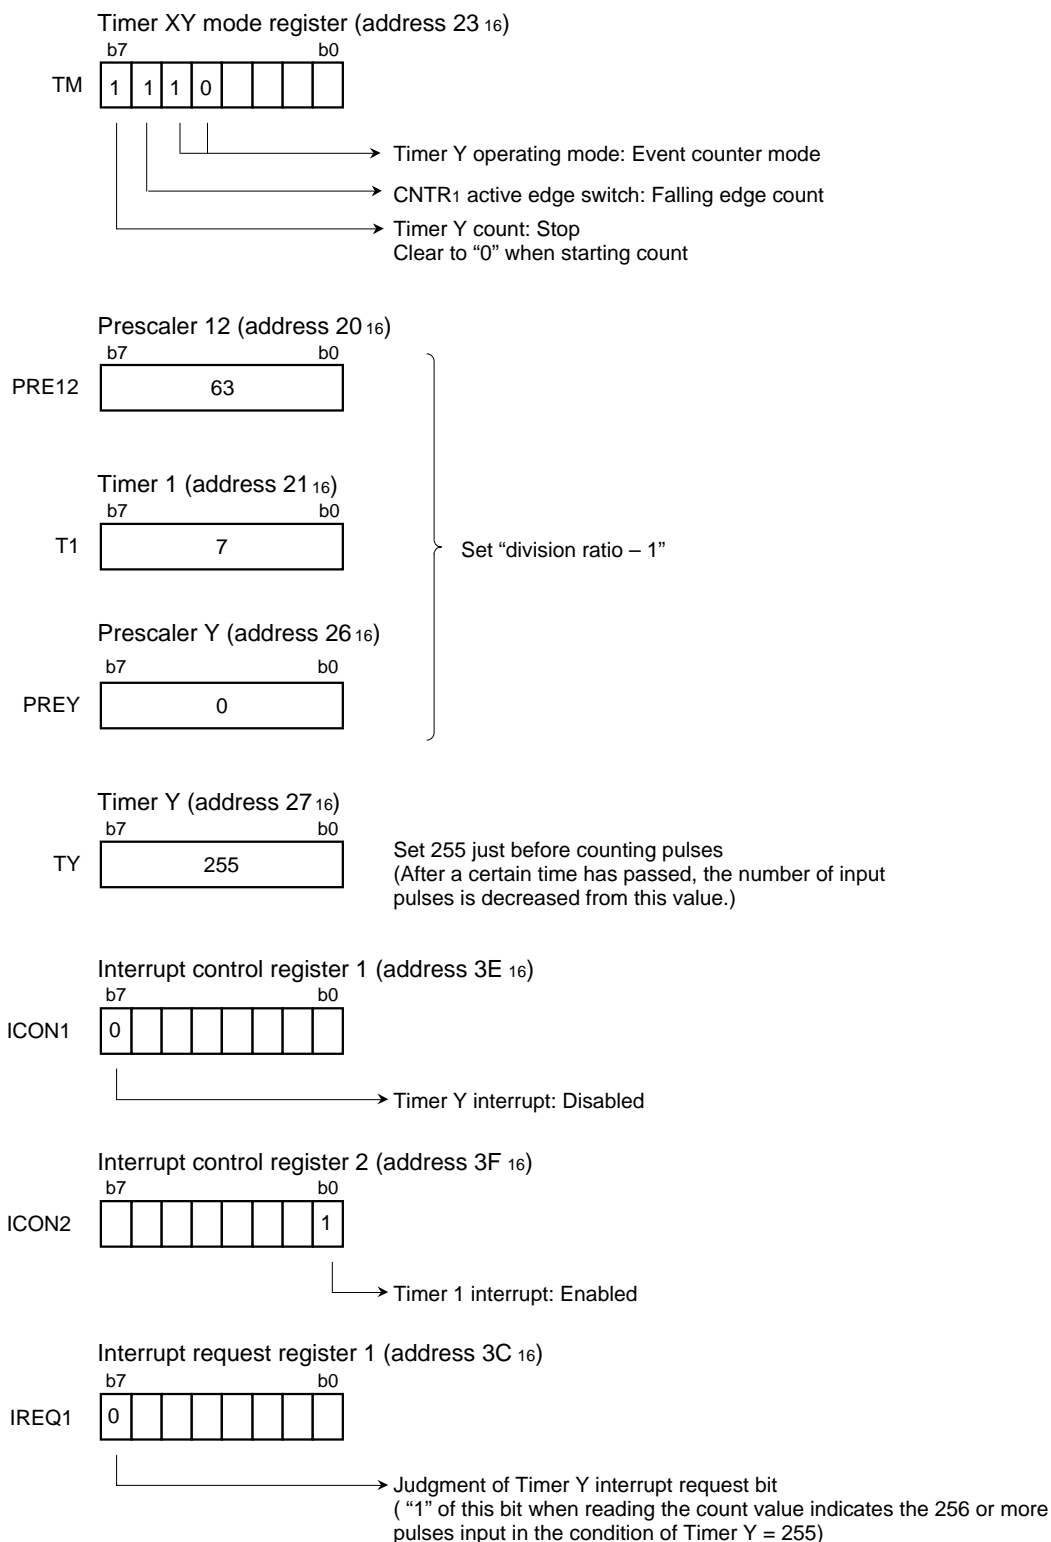 Timer XY mode register (address 23 16)
b7 b0
TM 1 1 1 0
Timer Y operating mode: Event counter mode
CNTR1 active edge switch: Falling edge count
Timer Y count: Stop
Clear to “0” when starting count
Prescaler 12 (address 20 16)
b7 b0
PRE12 63
Timer 1 (address 21 16)
b7 b0
T1 7
Set “division ratio – 1”
Prescaler Y (address 26 16)
b7 b0
PREY 0
Timer Y (address 27 16)
b7 b0
TY 255
Set 255 just before counting pulses
(After a certain time has passed, the number of input
pulses is decreased from this value.)
Interrupt control register 1 (address 3E 16)
b7 b0
ICON1 0
Timer Y interrupt: Disabled
Interrupt control register 2 (address 3F 16)
b7 b0
ICON2 1
Timer 1 interrupt: Enabled
Interrupt request register 1 (address 3C 16)
b7 b0
IREQ1 0
Judgment of Timer Y interrupt request bit
( “1” of this bit when reading the count value indicates the 256 or more
pulses input in the condition of Timer Y = 255)